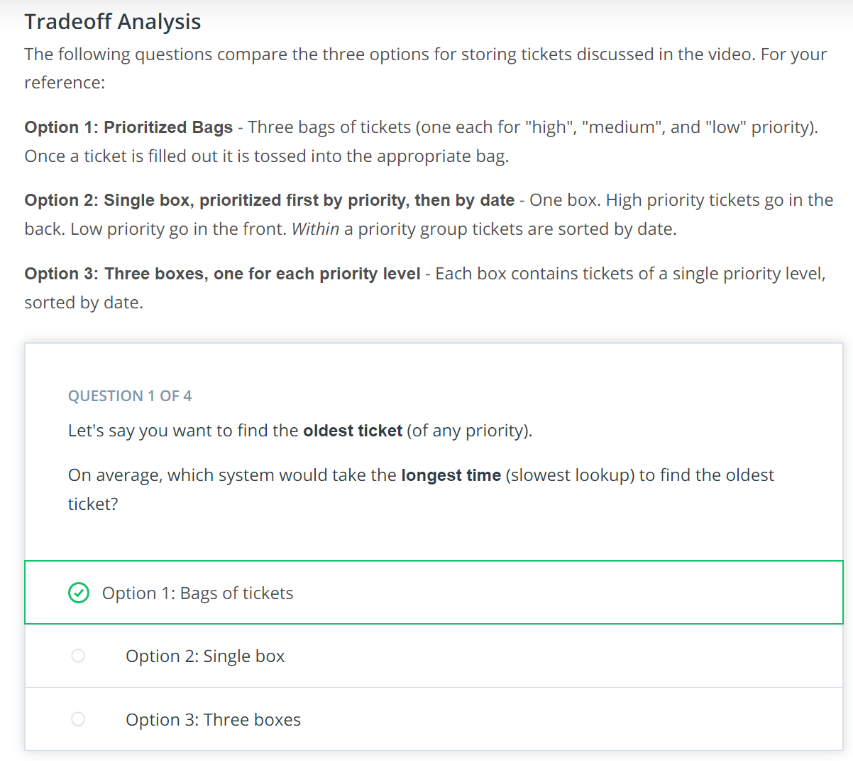 Tradeoff Analysis
The following questions compare the three options for storing tickets discussed in the video. For your
reference:
Option 1: Prioritized Bags - Three bags of tickets (one each for "high", "medium", and "low" priority).
Once a ticket is filled out it is tossed into the appropriate bag.
Option 2: Single box, prioritized first by priority, then by date - One box. High priority tickets go in the
back. Low priority go in the front. Within a priority group tickets are sorted by date.
Option 3: Three boxes, one for each priority level - Each box contains tickets of a single priority level,
sorted by date.
QUESTION 1 OF 4
Let's say you want to find the oldest ticket (of any priority).
On average, which system would take the longest time (slowest lookup) to find the oldest
ticket?
Option 1: Bags of tickets
Option 2: Single box
Option 3: Three boxes